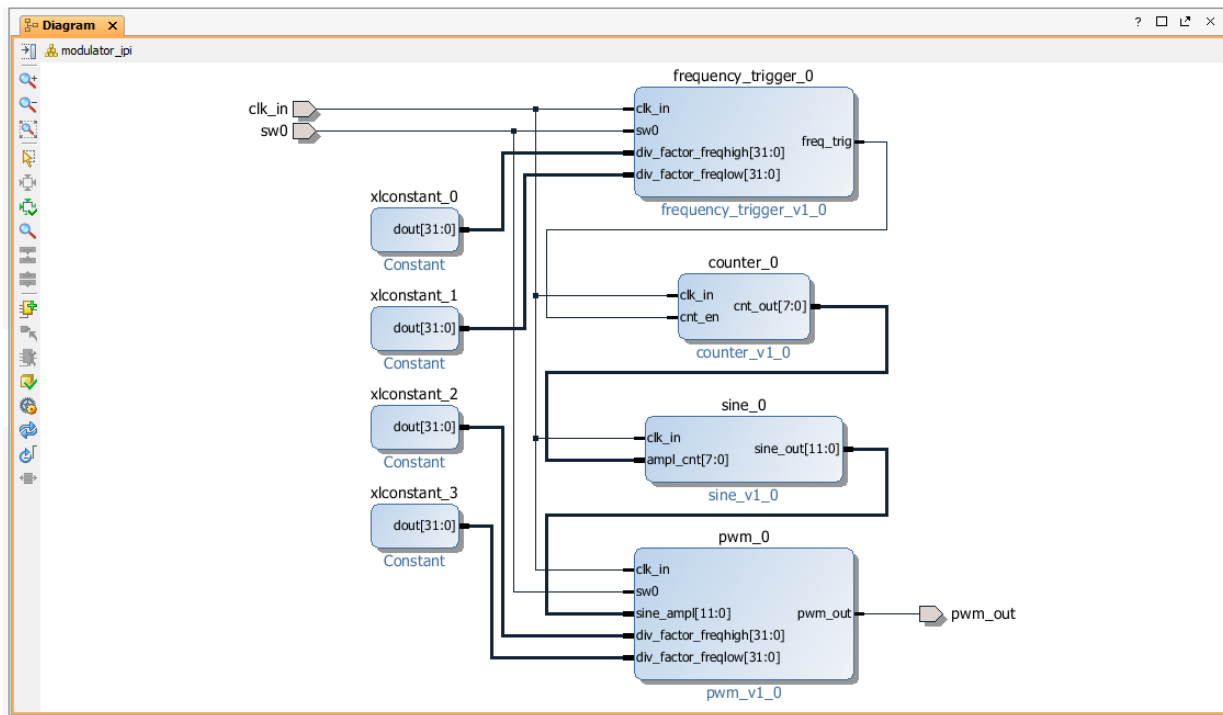 Diagram
modulator_ipi
clk_in
sw0
frequency_trigger_0
clk_in
sw0
div_factor_freqhigh[31:0]
div_factor_freqlow[31:0]
freq_trig
frequency_trigger_v1_0
xlconstant_0
dout[31:0]
Constant
xlconstant_1
dout[31:0]
Constant
xlconstant_2
dout[31:0]
Constant
xlconstant_3
dout[31:0]
Constant
counter_0
clk_in
cnt_en
cnt_out[7:0]
counter_v1_0
sine_0
clk_in
ampl_cnt[7:0]
sine_out[11:0]
sine_v1_0
pwm_0
clk_in
sw0
sine_ampl[11:0]
div_factor_freqhigh[31:0]
div_factor_freqlow[31:0]
pwm_out
pwm_v1_0
pwm_out